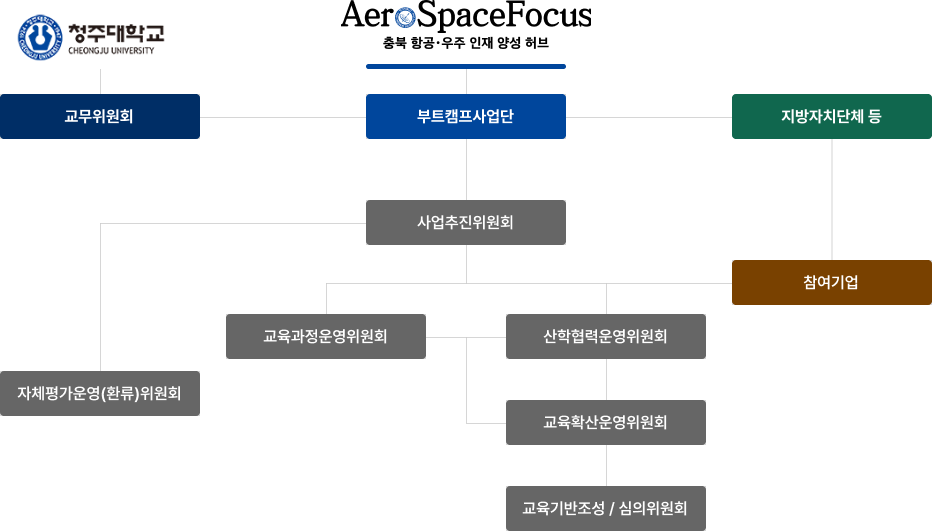 청주대학교
CHEONGJU UNIVERSITY
AeroSpaceFocus
충북 항공·우주 인재 양성 허브
교무위원회
부트캠프사업단
지방자치단체 등
사업추진위원회
참여기업
교육과정운영위원회
산학협력운영위원회
자체평가운영(환류)위원회
교육확산운영위원회
교육기반조성 / 심의위원회